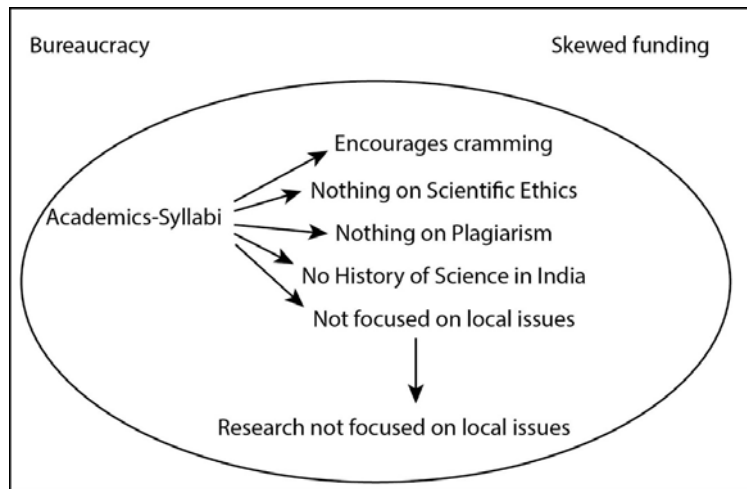 Bureaucracy
Skewed funding
Encourages cramming
Nothing on Scientific Ethics
Academics-Syllabi
Nothing on Plagiarism
No History of Science in India
Not focused on local issues
Research not focused on local issues